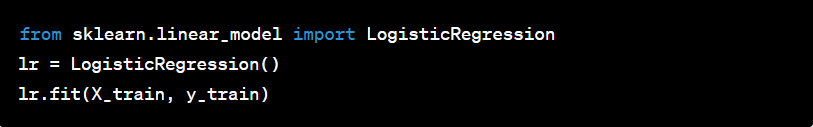 from sklearn.linear_model import LogisticRegression
lr = LogisticRegression()
lr.fit(X_train, y_train)